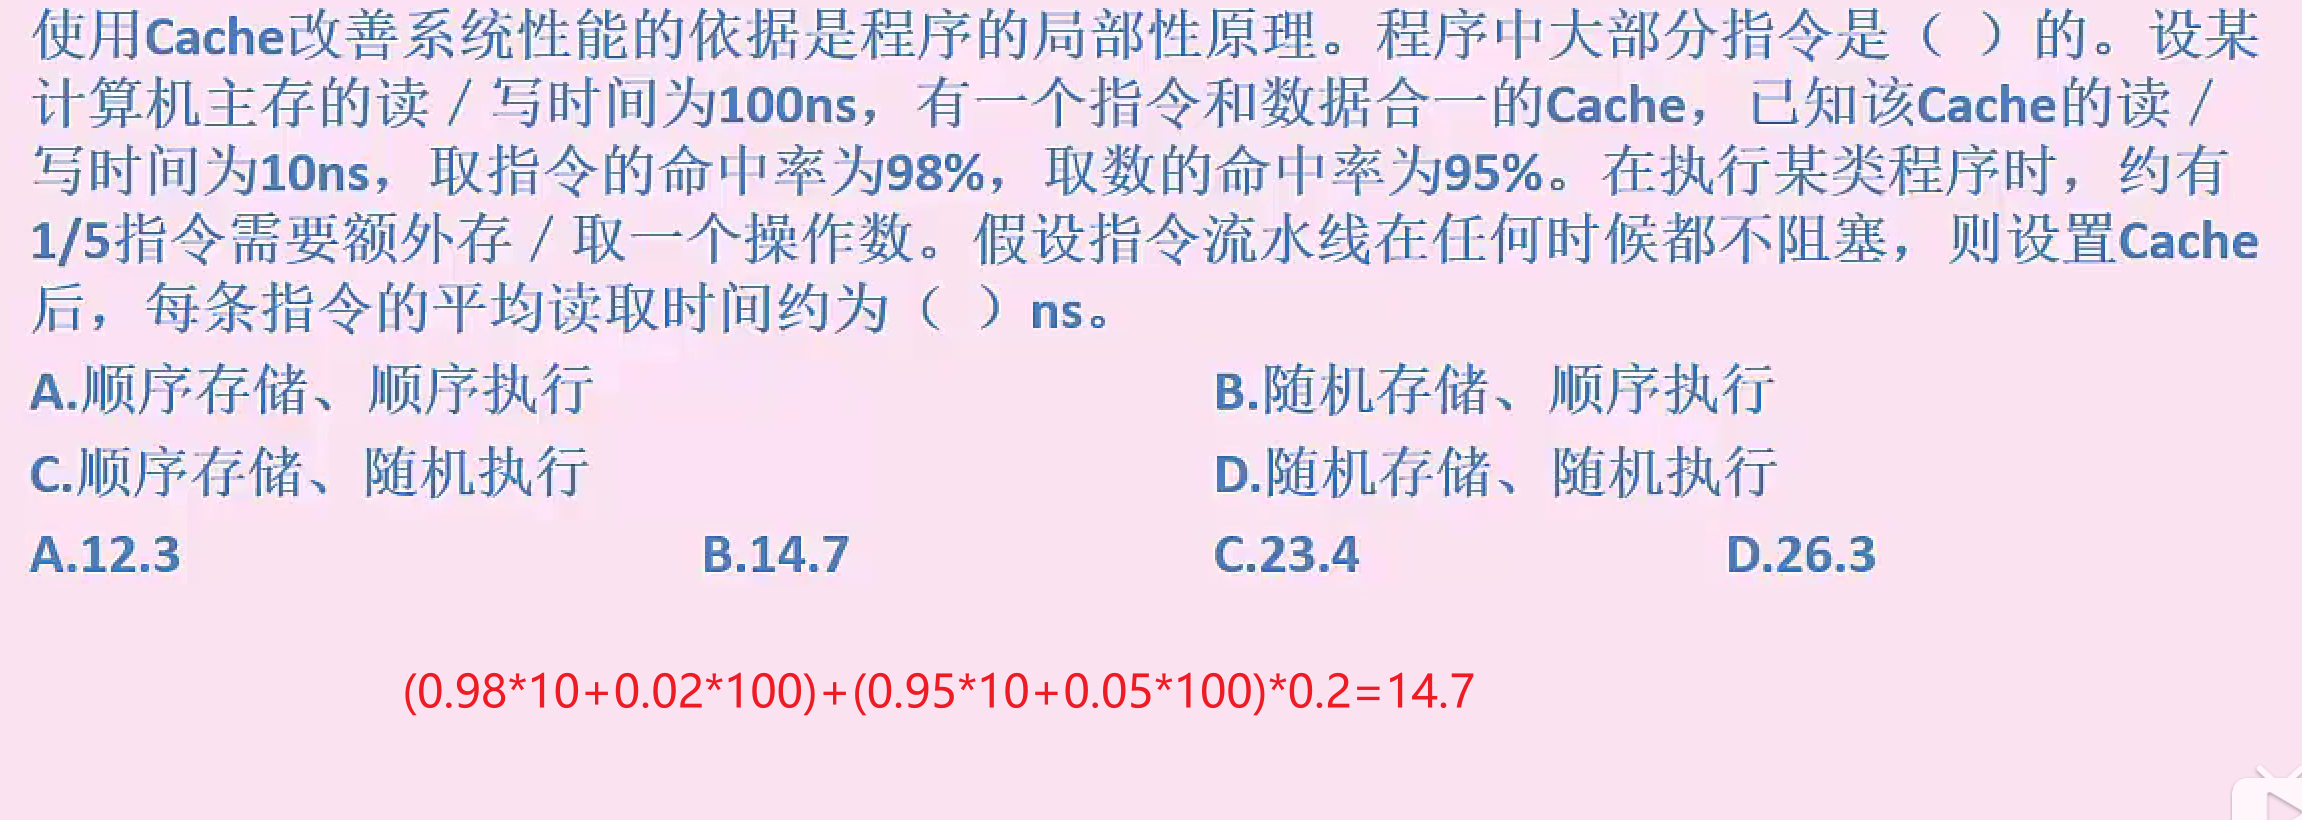 使用Cache改善系统性能的依据是程序的局部性原理。程序中大部分指令是（ ）的。设某
计算机主存的读／写时间为100ns，有一个指令和数据合一的Cache，已知该Cache的读／
写时间为10ns，取指令的命中率为98%，取数的命中率为95%。在执行某类程序时，约有
1/5指令需要额外存／取一个操作数。假设指令流水线在任何时候都不阻塞，则设置Cache
后，每条指令的平均读取时间约为（ ）ns。
A.顺序存储、顺序执行 B.随机存储、顺序执行
C.顺序存储、随机执行 D.随机存储、随机执行
A.12.3 B.14.7 C.23.4 D.26.3
(0.98*10+0.02*100)+(0.95*10+0.05*100)*0.2=14.7